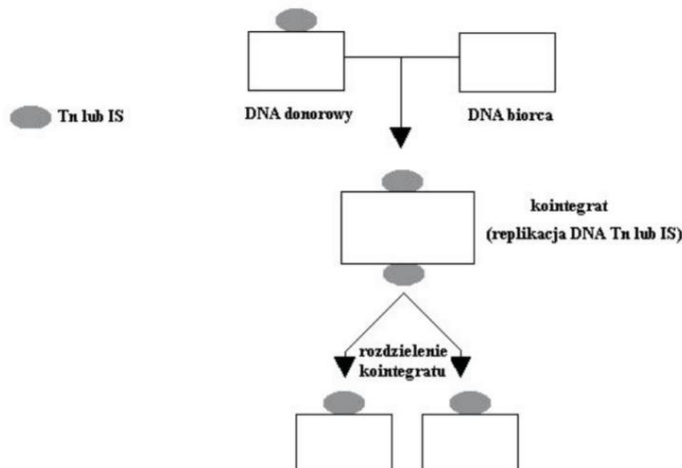 Tn lub IS
DNA donorowy
DNA biorca
kointegrat
(replikacja DNA Tn lub IS)
rozdzielenie
kointegratu